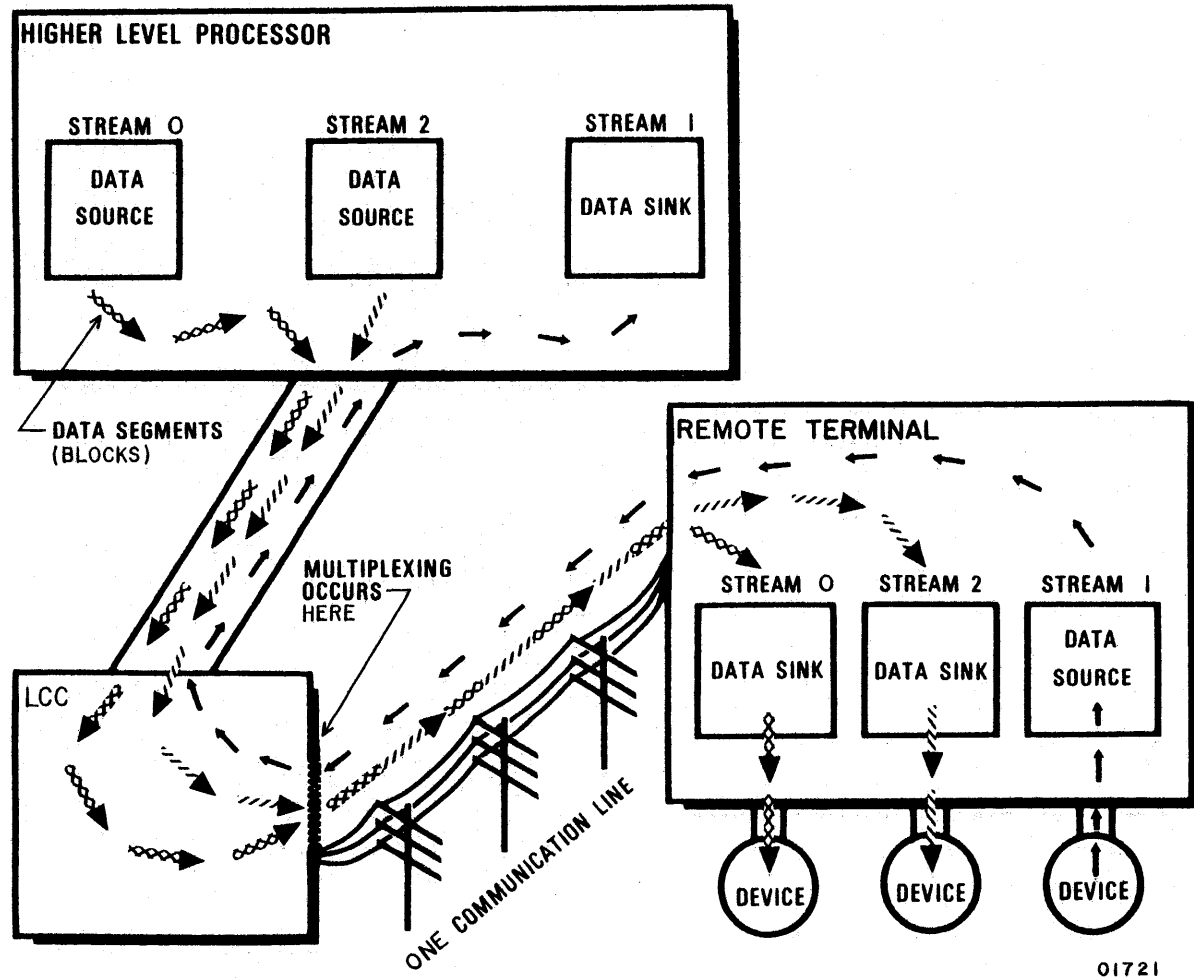 HIGHER LEVEL PROCESSOR
STREAM 0
STREAM 2
STREAM 1
DATA
SOURCE
DATA
SOURCE
DATA SINK
DATA SEGMENTS
(BLOCKS)
REMOTE TERMINAL
MULTIPLEXING
OCCURS
HERE
STREAM 0
STREAM 2
STREAM 1
DATA SINK
DATA SINK
DATA
SOURCE
LCC
ONE COMMUNICATION LINE
DEVICE
DEVICE
DEVICE
01721